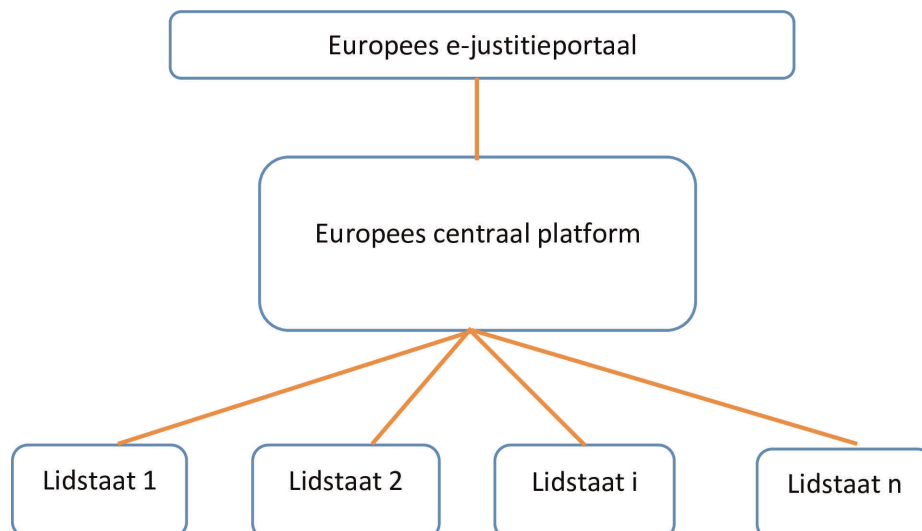 Europees e-justitieportaal
Europees centraal platform
Lidstaat 1
Lidstaat 2
Lidstaat i
Lidstaat n